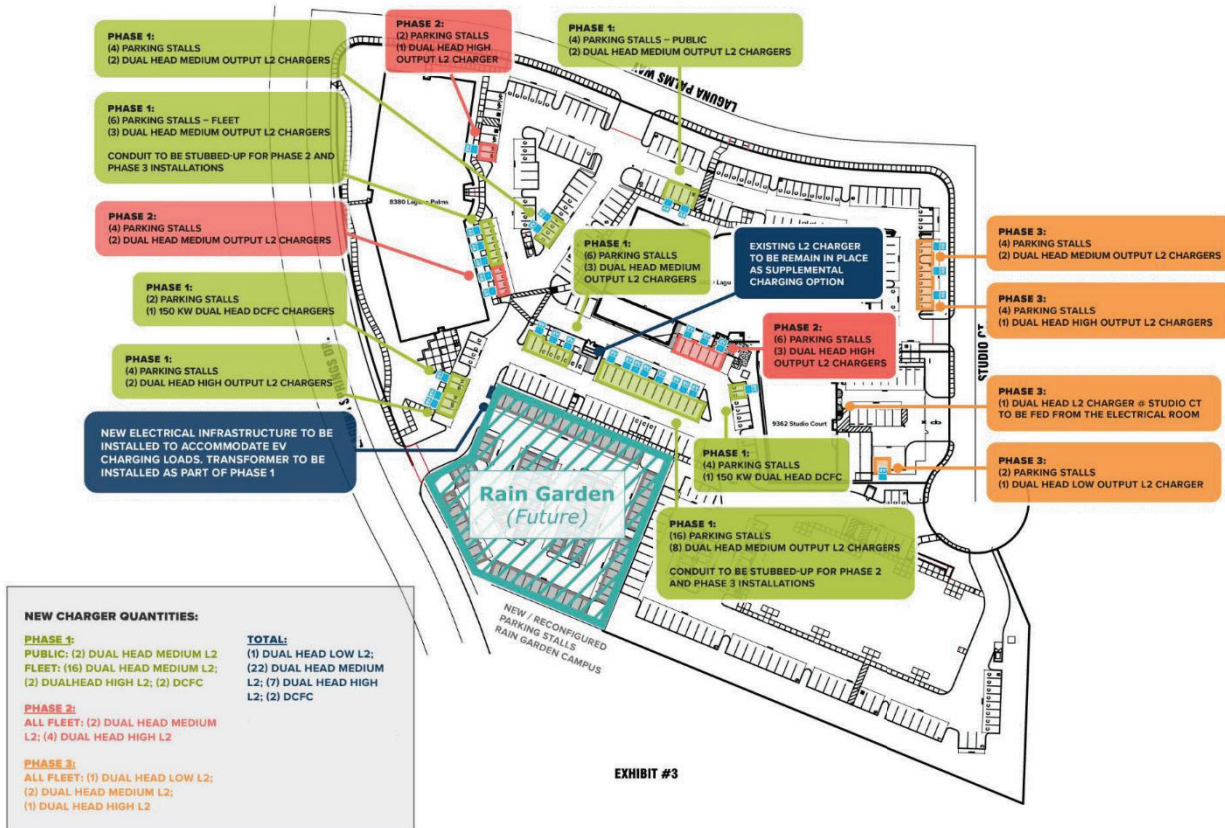 PHASE 1:
(4) PARKING STALLS
(2) DUAL HEAD MEDIUM OUTPUT L2 CHARGERS
PHASE 2:
(2) PARKING STALLS
(1) DUAL HEAD HIGH
OUTPUT L2 CHARGER
PHASE 1:
(4) PARKING STALLS – PUBLIC
(2) DUAL HEAD MEDIUM OUTPUT L2 CHARGERS
LAGUNA PALMS WAY
PHASE 1:
(6) PARKING STALLS – FLEET
(3) DUAL HEAD MEDIUM OUTPUT L2 CHARGERS
CONDUIT TO BE STUBBED-UP FOR PHASE 2 AND
PHASE 3 INSTALLATIONS
8380 Laguna Palms
PHASE 2:
(4) PARKING STALLS
(2) DUAL HEAD MEDIUM OUTPUT L2 CHARGERS
PHASE 1:
(6) PARKING STALLS
(3) DUAL HEAD MEDIUM
OUTPUT L2 CHARGERS
EXISTING L2 CHARGER
TO BE REMAIN IN PLACE
AS SUPPLEMENTAL
CHARGING OPTION
Lagu
PHASE 3:
(4) PARKING STALLS
(2) DUAL HEAD MEDIUM OUTPUT L2 CHARGERS
PHASE 3:
(4) PARKING STALLS
(1) DUAL HEAD HIGH OUTPUT L2 CHARGERS
PHASE 1:
(2) PARKING STALLS
(1) 150 KW DUAL HEAD DCFC CHARGERS
PHASE 2:
(6) PARKING STALLS
(3) DUAL HEAD HIGH
OUTPUT L2 CHARGERS
STUDIO CT
PHASE 1:
(4) PARKING STALLS
(2) DUAL HEAD HIGH OUTPUT L2 CHARGERS
SPRINGS DR.
PHASE 3:
(1) DUAL HEAD L2 CHARGER @ STUDIO CT
TO BE FED FROM THE ELECTRICAL ROOM
9362 Studio Court
NEW ELECTRICAL INFRASTRUCTURE TO BE
INSTALLED TO ACCOMMODATE EV
CHARGING LOADS. TRANSFORMER TO BE
INSTALLED AS PART OF PHASE 1
PHASE 1:
(4) PARKING STALLS
(1) 150 KW DUAL HEAD DCFC
PHASE 3:
(2) PARKING STALLS
(1) DUAL HEAD LOW OUTPUT L2 CHARGER
Rain Garden
(Future)
PHASE 1:
(16) PARKING STALLS
(8) DUAL HEAD MEDIUM OUTPUT L2 CHARGERS
CONDUIT TO BE STUBBED-UP FOR PHASE 2
AND PHASE 3 INSTALLATIONS
NEW / RECONFIGURED
PARKING STALLS
RAIN GARDEN CAMPUS
NEW CHARGER QUANTITIES:
PHASE 1:
PUBLIC: (2) DUAL HEAD MEDIUM L2
FLEET: (16) DUAL HEAD MEDIUM L2;
(2) DUALHEAD HIGH L2; (2) DCFC
PHASE 2:
ALL FLEET: (2) DUAL HEAD MEDIUM
L2; (4) DUAL HEAD HIGH L2
PHASE 3:
ALL FLEET: (1) DUAL HEAD LOW L2;
(2) DUAL HEAD MEDIUM L2;
(1) DUAL HEAD HIGH L2
TOTAL:
(1) DUAL HEAD LOW L2;
(22) DUAL HEAD MEDIUM
L2; (7) DUAL HEAD HIGH
L2; (2) DCFC
EXHIBIT #3